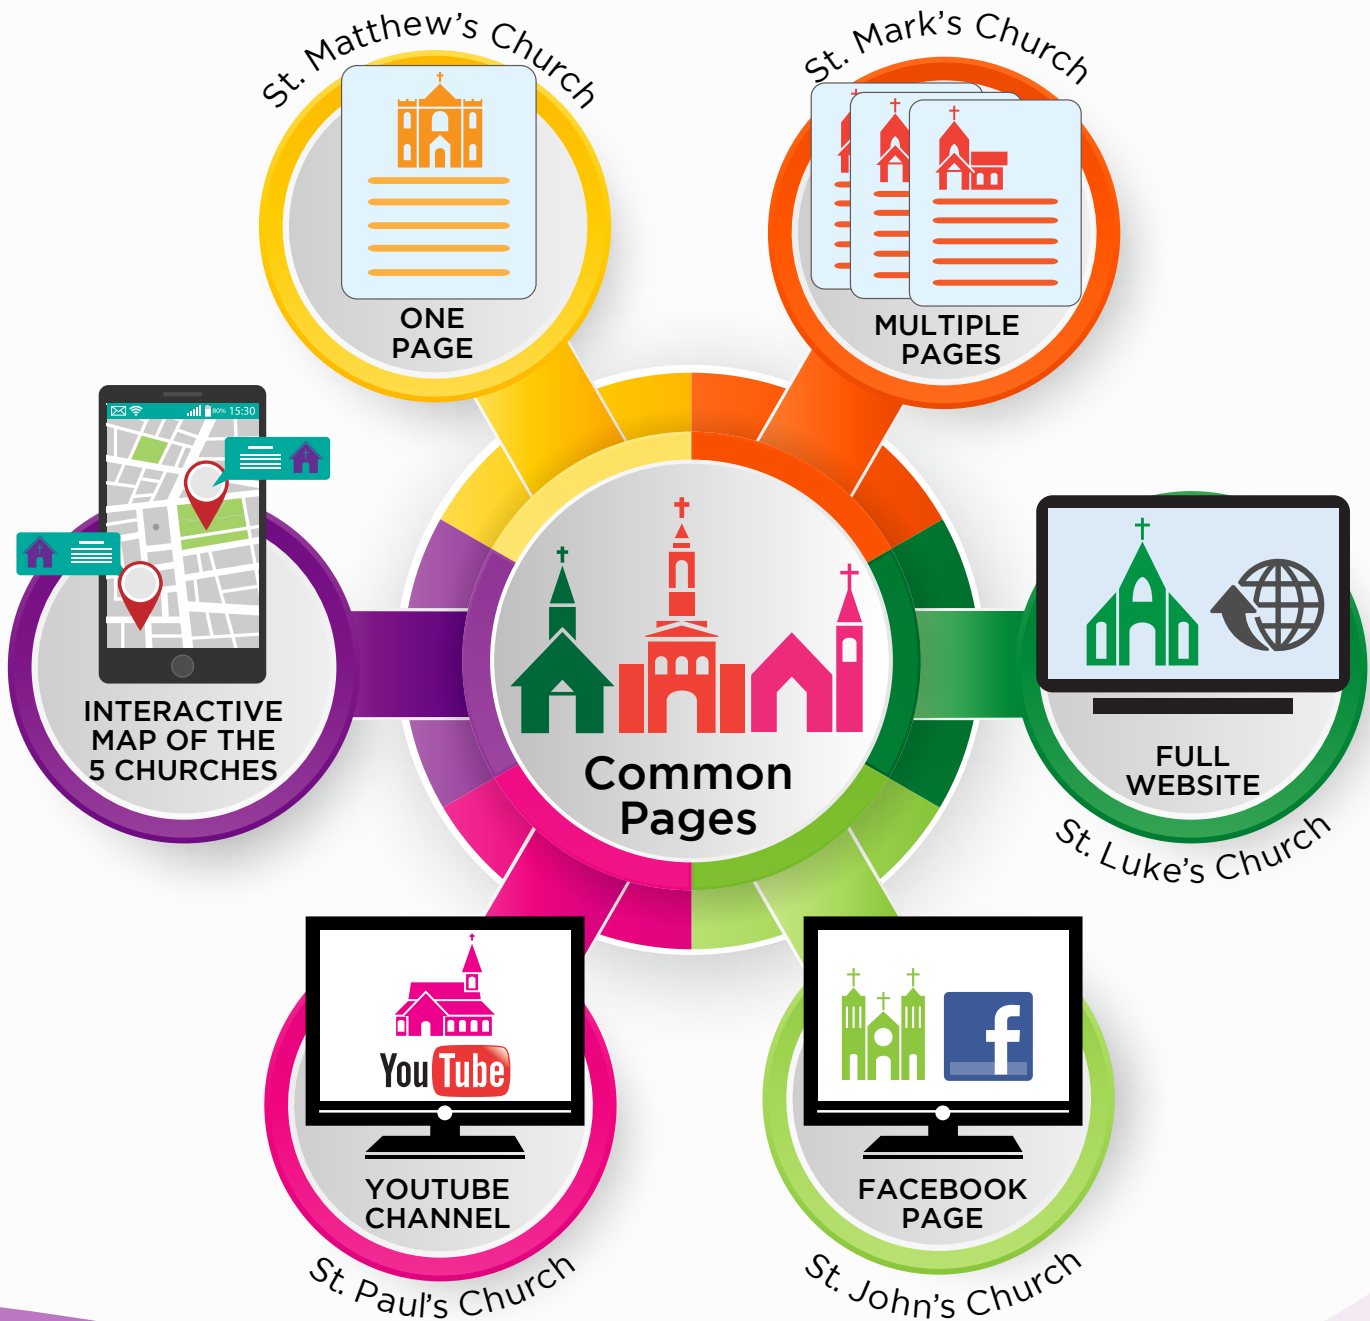 St. Matthew's Church
ONE
PAGE
St. Mark's Church
MULTIPLE
PAGES
80% 15:30
INTERACTIVE
MAP OF THE
5 CHURCHES
Common
Pages
FULL
WEBSITE
St. Luke's Church
YouTube
YOUTUBE
CHANNEL
St. Paul's Church
f
FACEBOOK
PAGE
St. John's Church